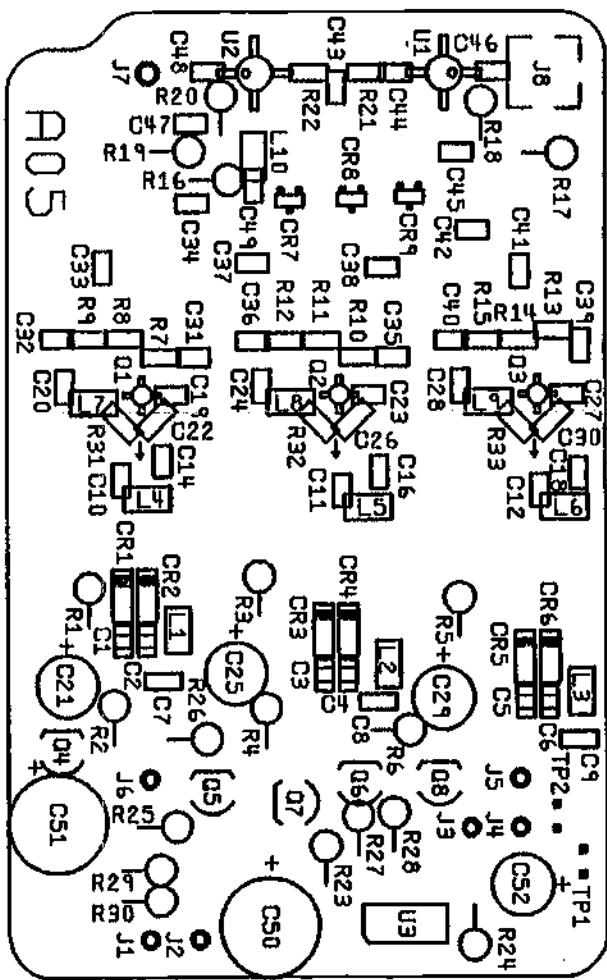 C48
U2
C43
U1
C46
J8
J7
R20
R22
R21
C44
R18
C47
R19
L10
CR8
R17
A05
R16
C34
C49
CR7
CR9
C45
C42
C33
C37
C38
C41
C32
R9
R8
R7
C31
C36
R12
R11
R10
C35
C40
R15
R14
R13
C39
C20
L7
Q1
C19
C24
L8
Q2
C23
C28
L9
Q3
C27
R31
C22
R32
C26
R33
C30
C10
C14
L4
C11
C16
L5
C12
C18
L6
CR1
CR2
L1
R1
C1
C2
R3
CR3
CR4
L2
C3
C4
R5
CR5
CR6
L3
C5
C6
+
C21
R2
C7
R26
+
C25
R4
C8
R6
+
C29
C9
Q4
+
C51
J6
Q5
Q7
Q6
Q8
J5
TP2
R25
R27
R28
J3
J4
R29
R30
R23
C52
+
TP1
J1
J2
+
C50
U3
R24